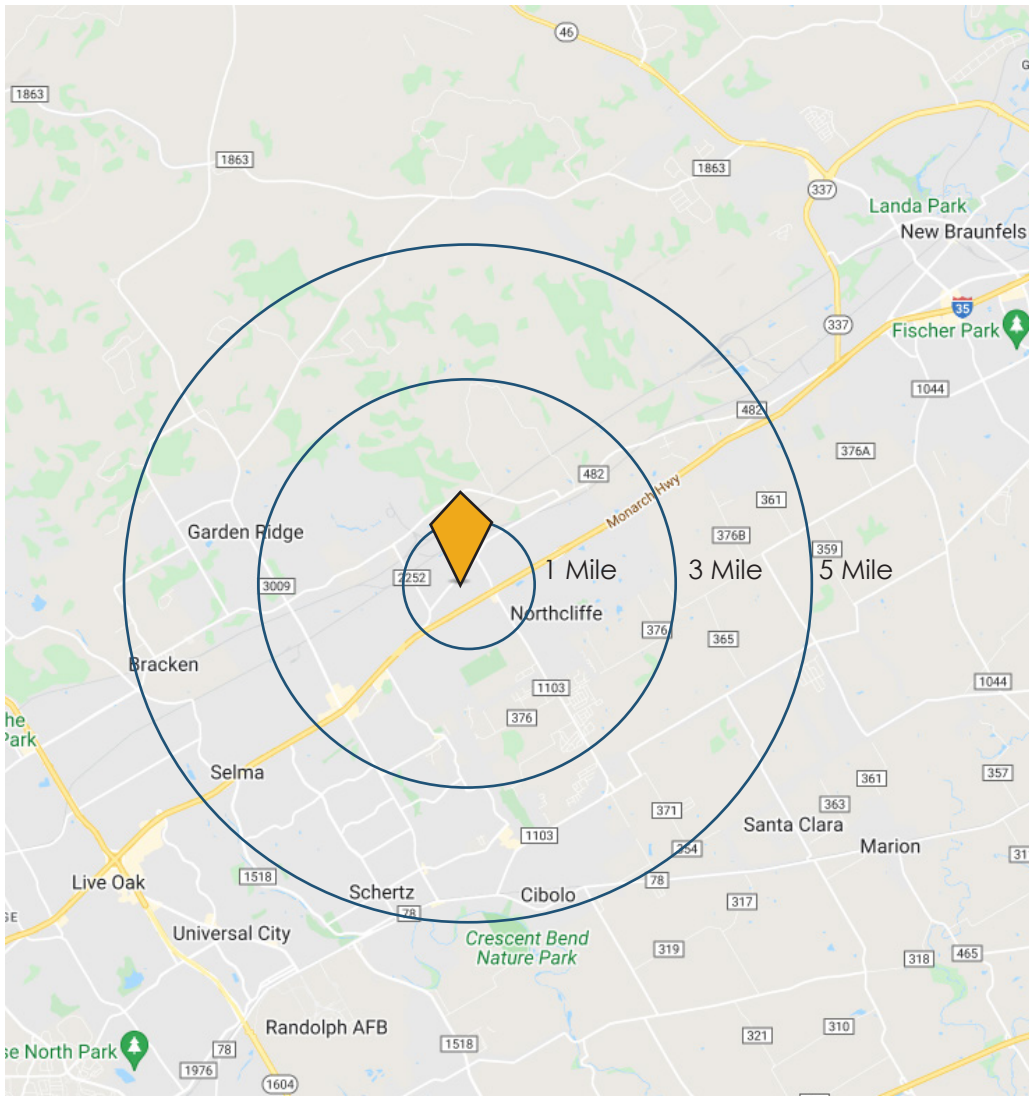 46
1863
G
1863
1863
337
Landa Park
New Braunfels
35
337
Fischer Park
1044
482
376A
482
Monarch Hwy
361
376B
Garden Ridge
359
2252
1 Mile
3 Mile
5 Mile
3009
Northcliffe
376
365
Bracken
1044
1103
he
Park
376
Selma
361
357
363
371
Santa Clara
1103
Marion
354
31
Live Oak
1518
78
Schertz
Cibolo
317
78
GE
Universal City
Crescent Bend
Nature Park
319
318
465
310
Randolph AFB
321
1518
se North Park
78
1976
1604